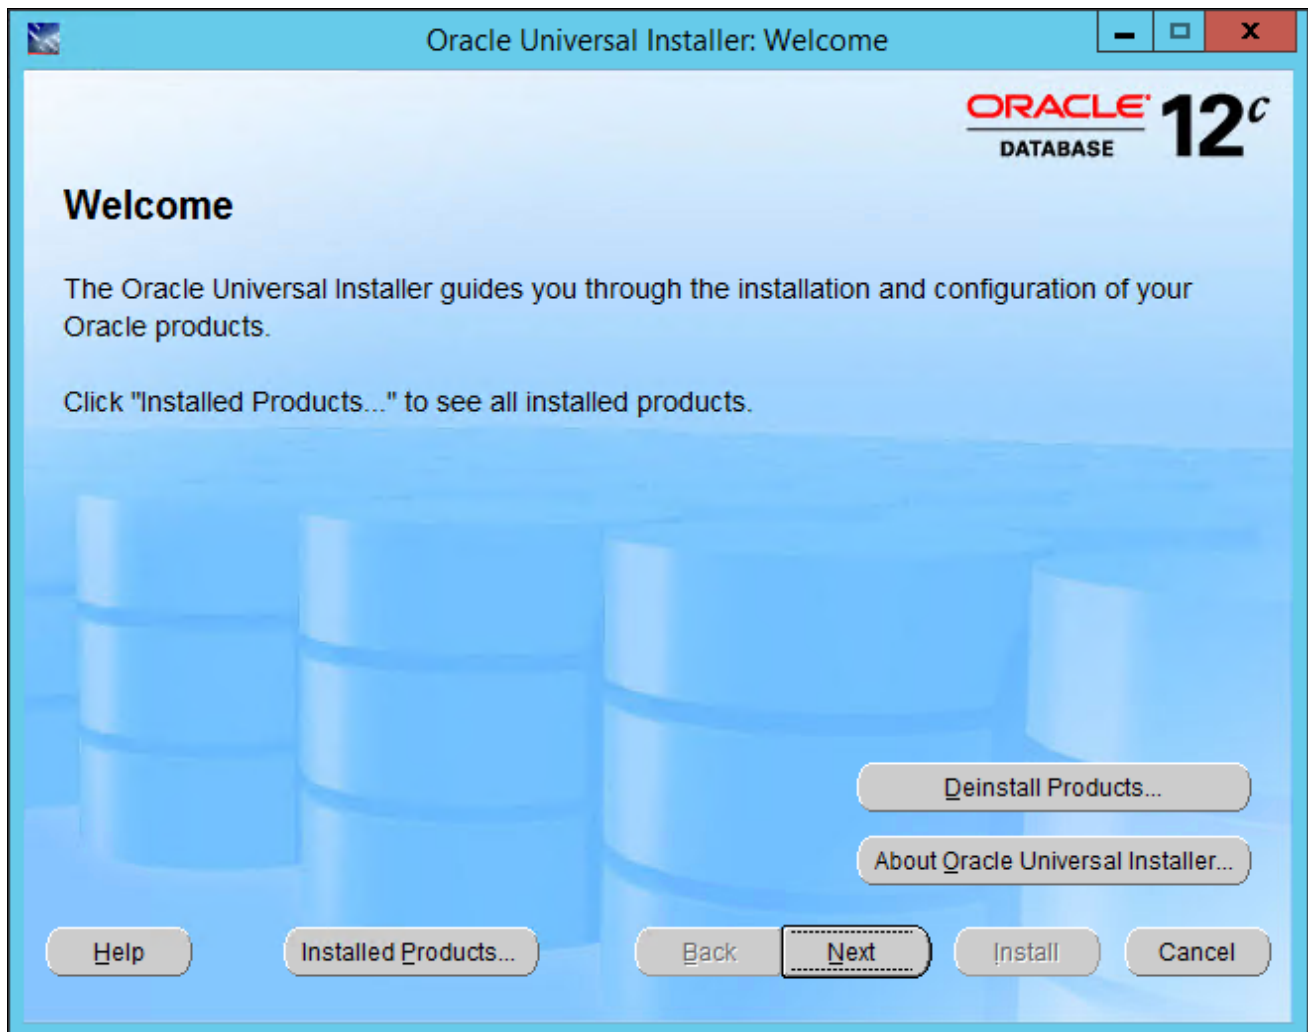 Oracle Universal Installer: Welcome
ORACLE
DATABASE
12c
Welcome
The Oracle Universal Installer guides you through the installation and configuration of your
Oracle products.
Click "Installed Products..." to see all installed products.
Deinstall Products...
About Oracle Universal Installer...
Help Installed Products... Back Next Install Cancel